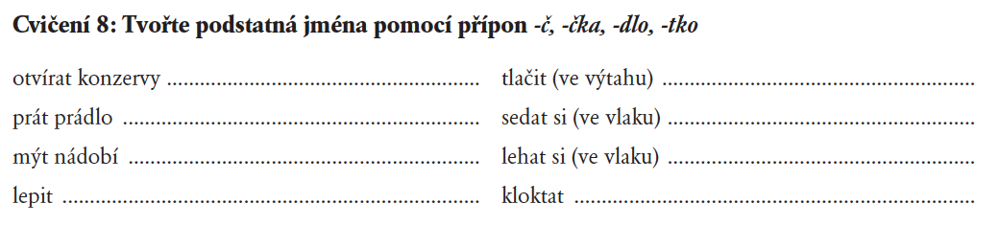 Cvičení 8: Tvořte podstatná jména pomocí přípon -č, -čka, -dlo, -tko
otvírat konzervy ..........................................................
prát prádlo ..................................................................
mýt nádobí .................................................................
lepit .............................................................................
tlačit (ve výtahu) ..........................................................
sedat si (ve vlaku) .........................................................
lehat si (ve vlaku) .........................................................
kloktat ..........................................................................